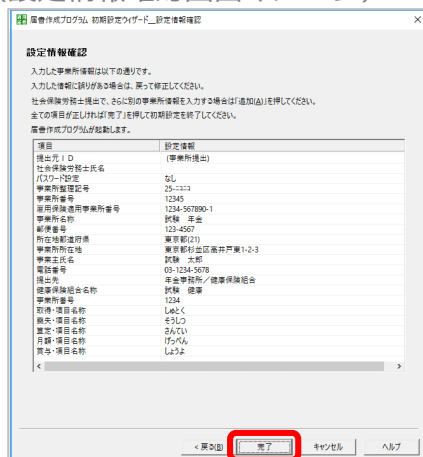 届書作成プログラム 初期設定ウィザード__設定情報確認
設定情報確認
入力した事業所情報は以下の通りです。
入力した情報に誤りがある場合は、戻って修正してください。
社会保険労務士提出で、さらに別の事業所情報を入力する場合は「追加(A)」を押してください。
全ての項目が正しければ「完了」を押して初期設定を終了してください。
届書作成プログラムが起動します。
項目 設定情報
提出元ＩＤ (事業所提出)
社会保険労務士氏名
パスワード設定 なし
事業所整理記号 25-ﾆｺﾆｺ
事業所番号 12345
雇用保険適用事業所番号 1234-567890-1
事業所名称 試験 年金
郵便番号 123-4567
所在地都道府県 東京都(21)
事業所所在地 東京都杉並区高井戸東1-2-3
事業主氏名 試験 太郎
電話番号 03-1234-5678
提出先 年金事務所／健康保険組合
健康保険組合名称 試験 健康
事業所番号 1234
取得・項目名称 しゅとく
喪失・項目名称 そうしつ
算定・項目名称 さんてい
月額・項目名称 げっぺん
賞与・項目名称 しょうよ
< 戻る(B) 完了 キャンセル ヘルプ